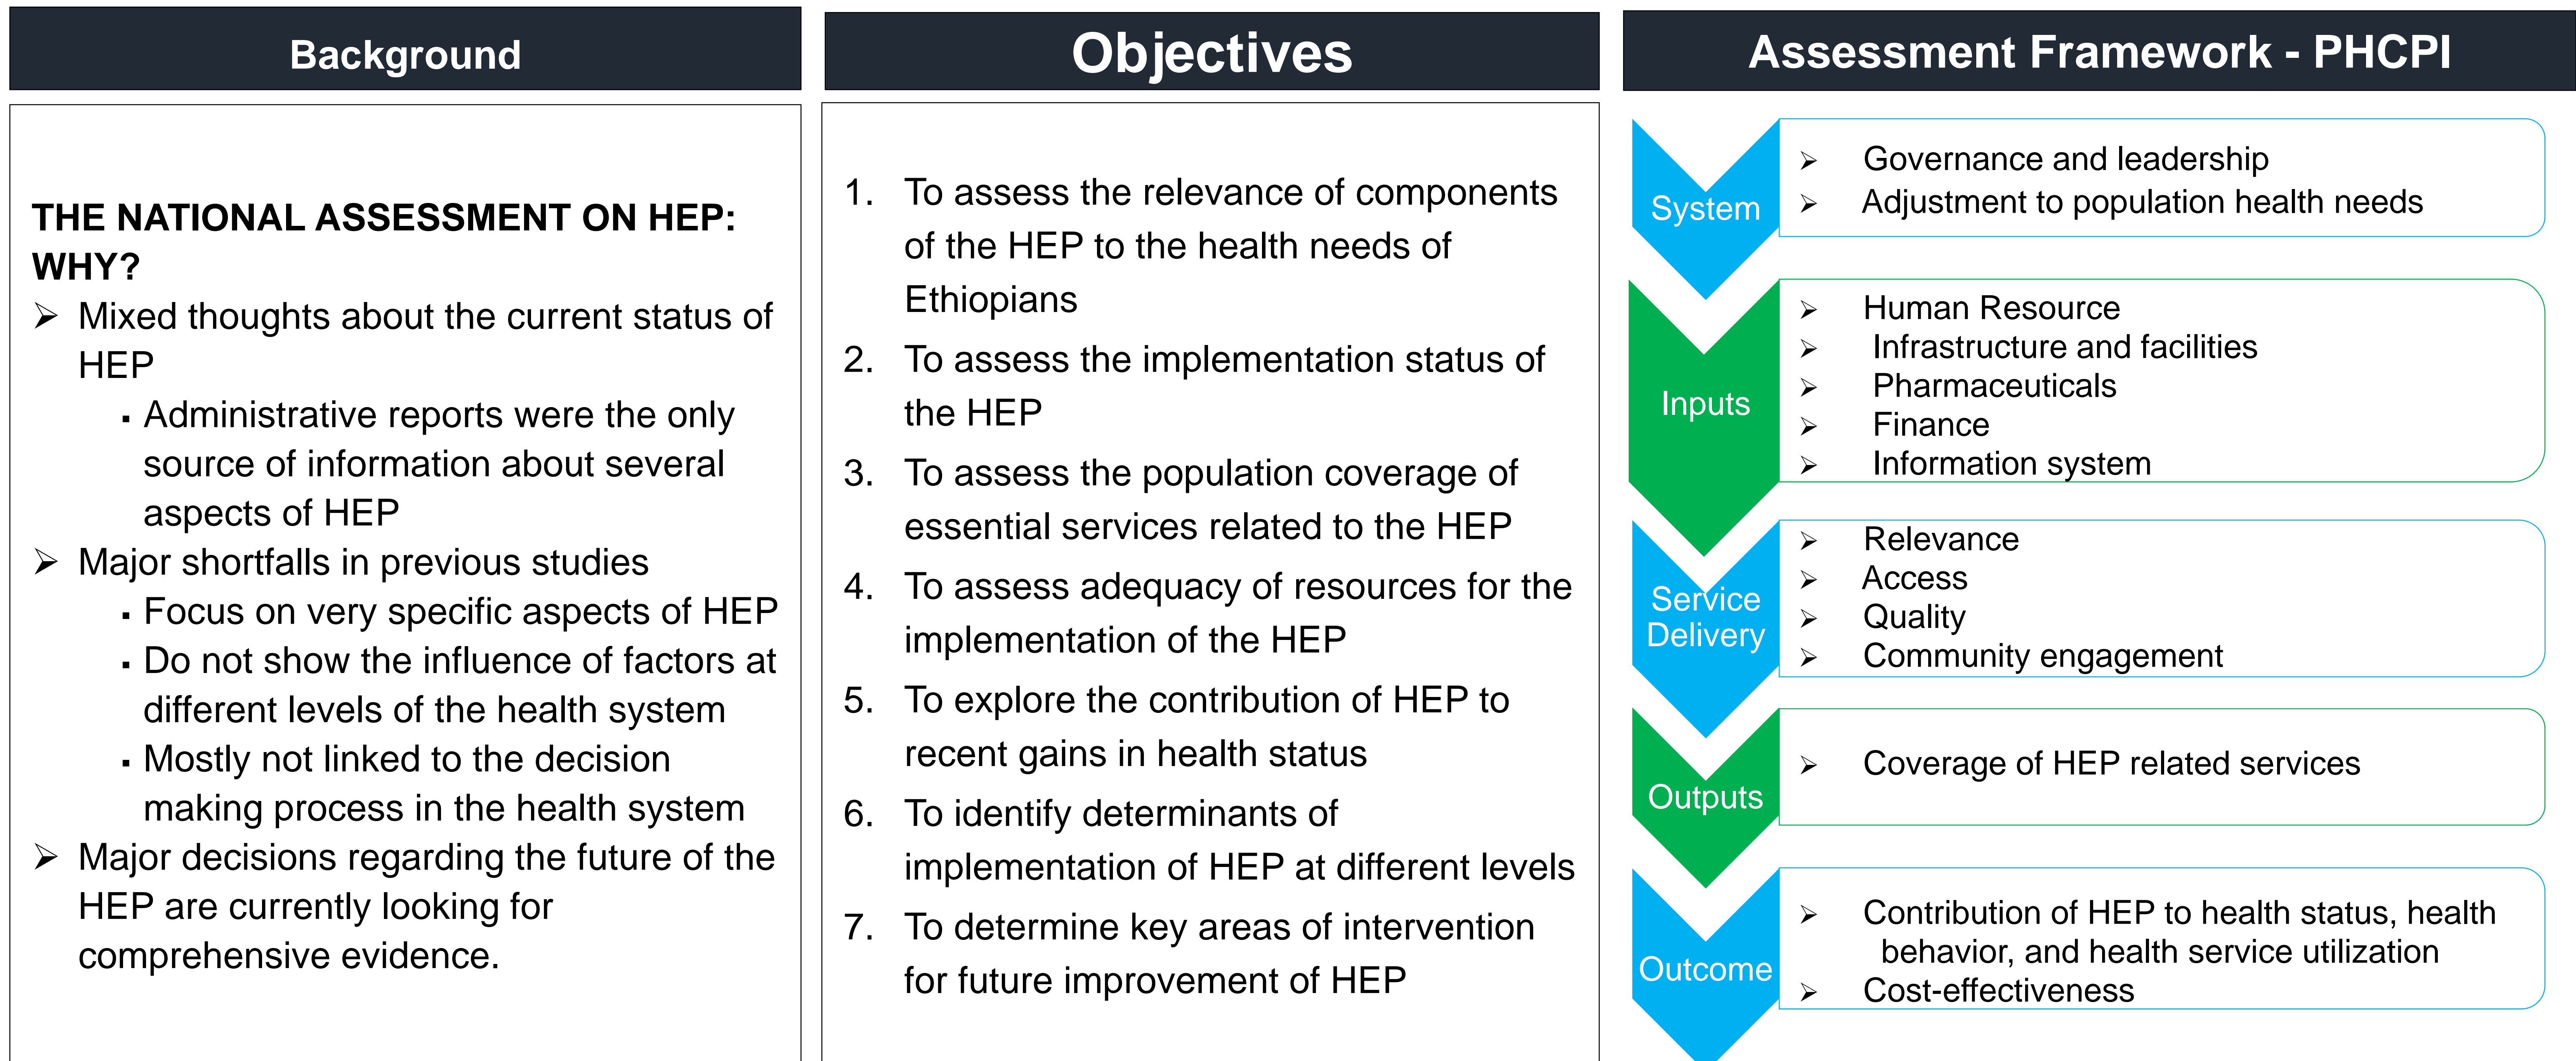 Background
THE NATIONAL ASSESSMENT ON HEP:
WHY?
➢ Mixed thoughts about the current status of
HEP
▪ Administrative reports were the only
source of information about several
aspects of HEP
➢ Major shortfalls in previous studies
▪ Focus on very specific aspects of HEP
▪ Do not show the influence of factors at
different levels of the health system
▪ Mostly not linked to the decision
making process in the health system
➢ Major decisions regarding the future of the
HEP are currently looking for
comprehensive evidence.
Objectives
1. To assess the relevance of components
of the HEP to the health needs of
Ethiopians
2. To assess the implementation status of
the HEP
3. To assess the population coverage of
essential services related to the HEP
4. To assess adequacy of resources for the
implementation of the HEP
5. To explore the contribution of HEP to
recent gains in health status
6. To identify determinants of
implementation of HEP at different levels
7. To determine key areas of intervention
for future improvement of HEP
Assessment Framework - PHCPI
System
➢ Governance and leadership
➢ Adjustment to population health needs
Inputs
➢ Human Resource
➢ Infrastructure and facilities
➢ Pharmaceuticals
➢ Finance
➢ Information system
Service
Delivery
➢ Relevance
➢ Access
➢ Quality
➢ Community engagement
Outputs
➢ Coverage of HEP related services
Outcome
➢ Contribution of HEP to health status, health
behavior, and health service utilization
➢ Cost-effectiveness